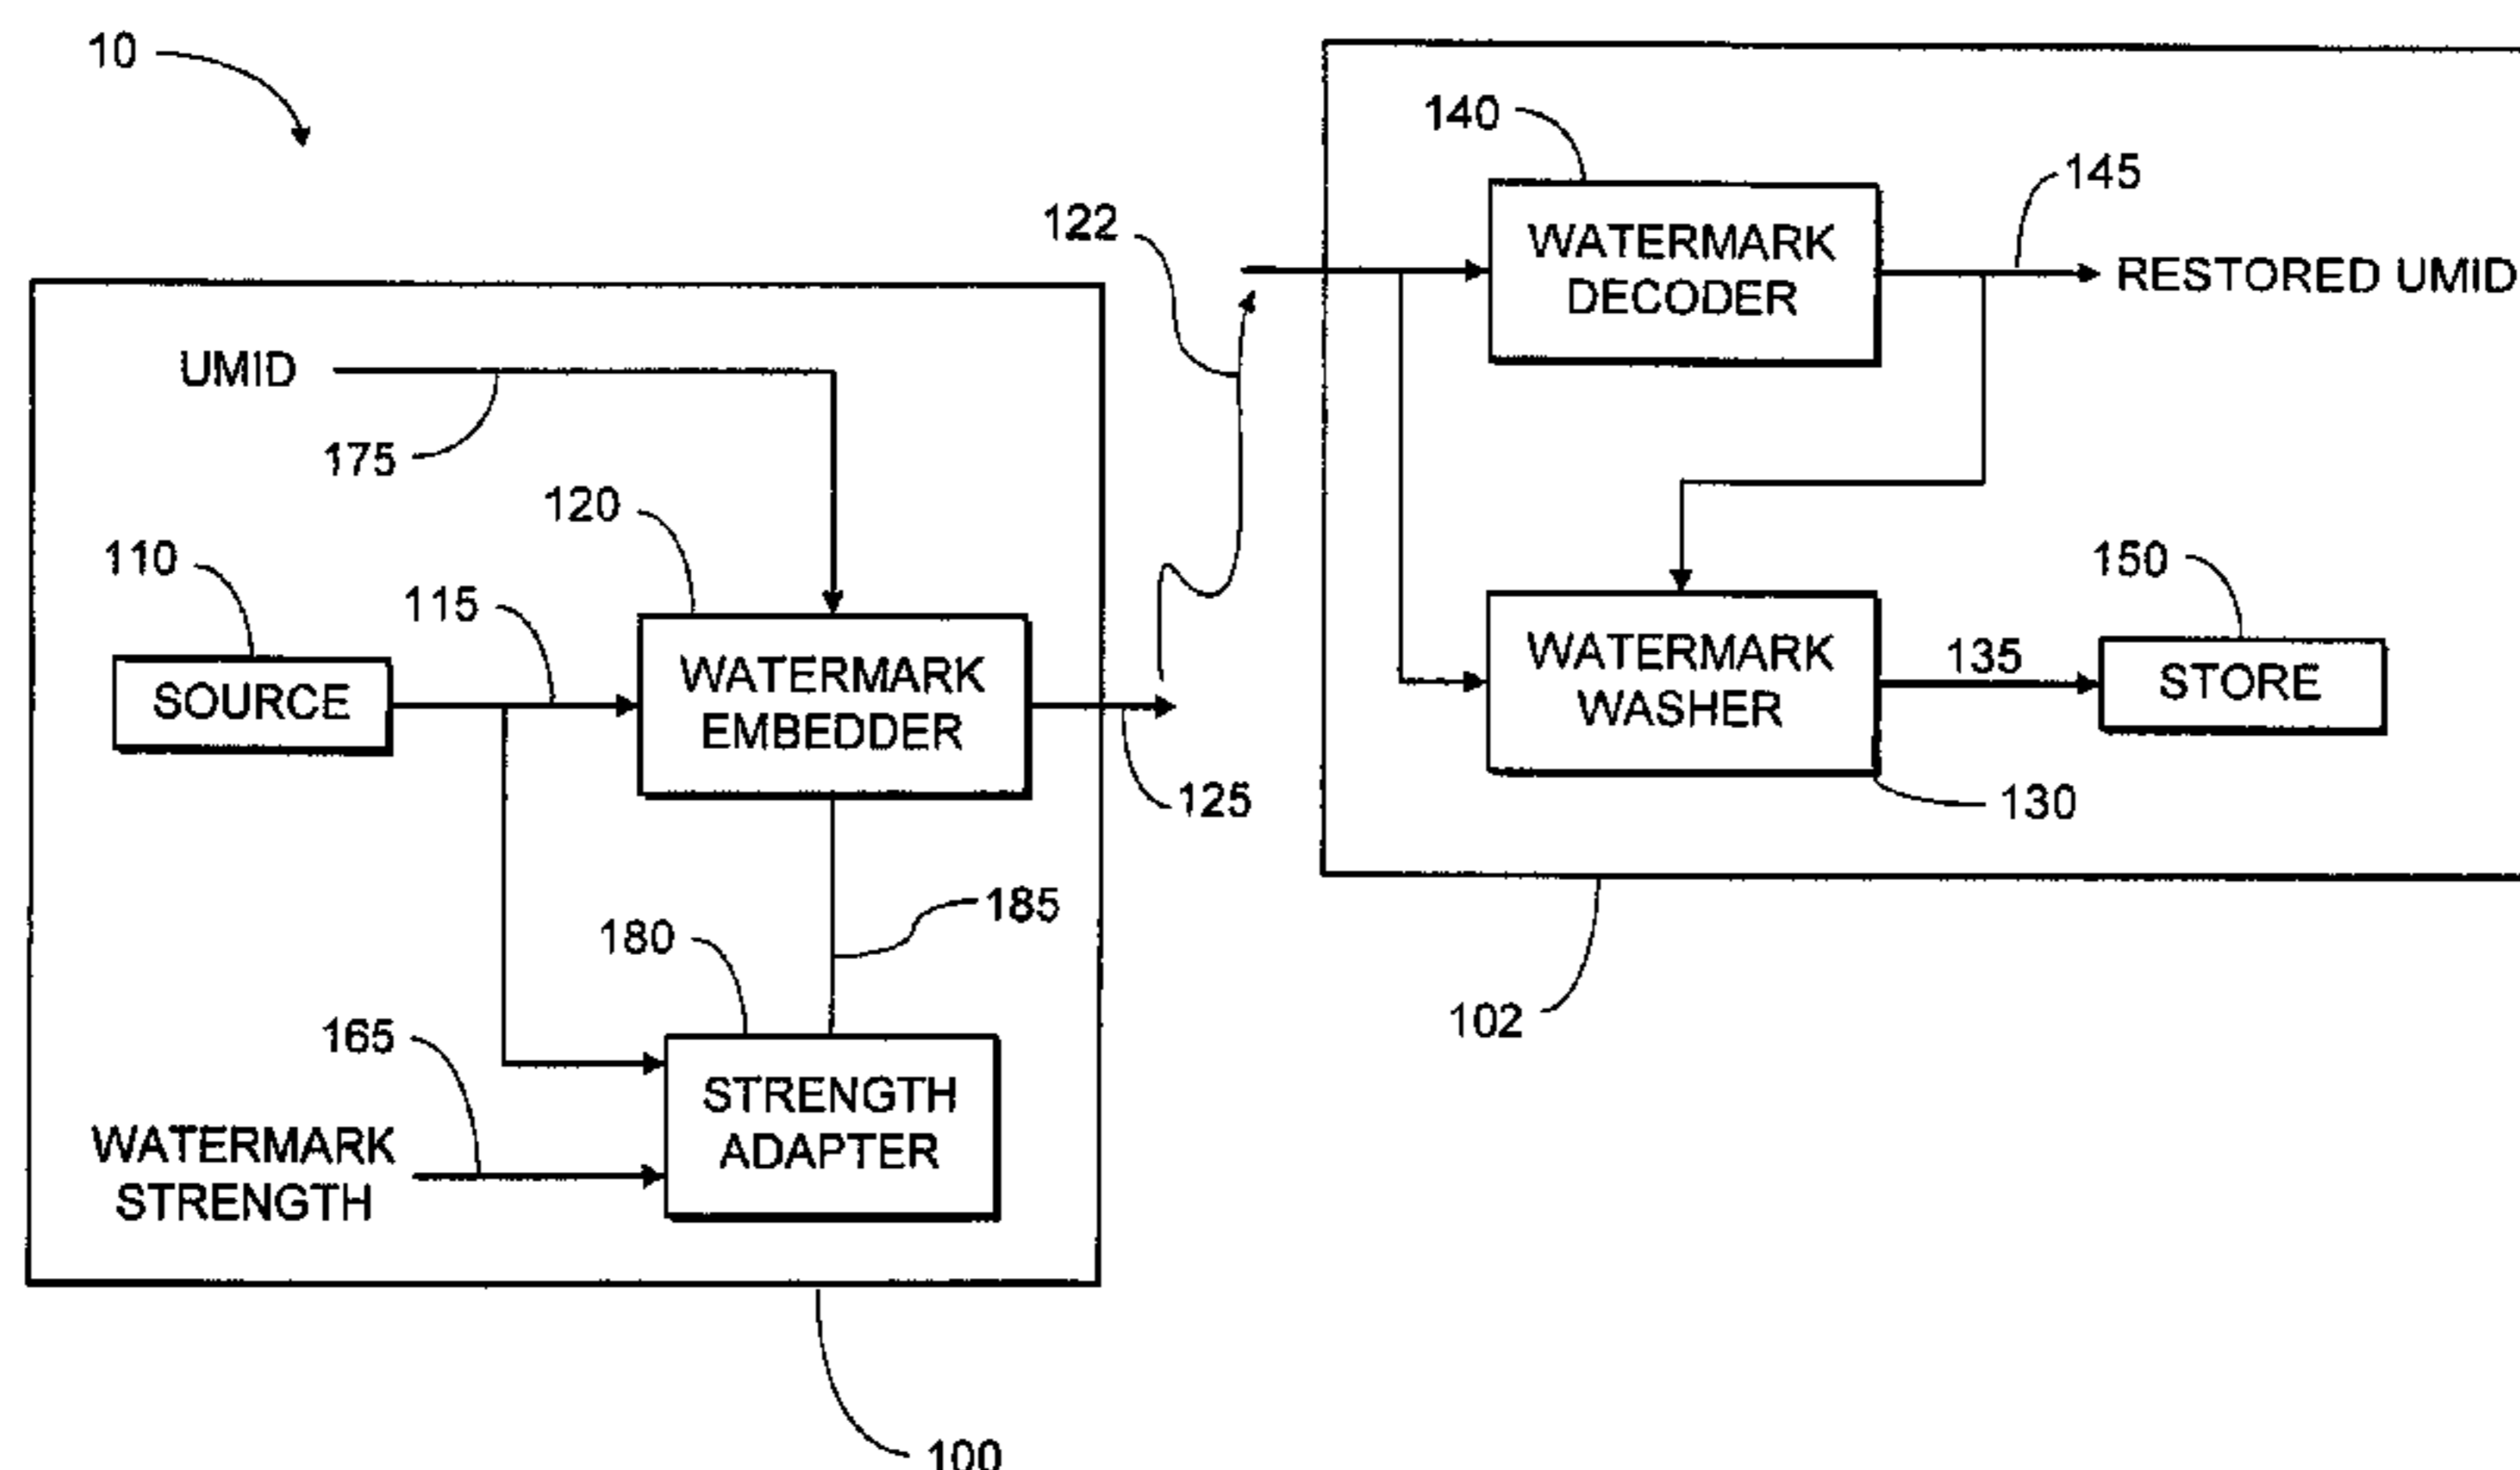 10
140
145
122
WATERMARK
DECODER
RESTORED UMID
UMID
175
120
110
115
150
WATERMARK
WASHER
135
STORE
SOURCE
WATERMARK
EMBEDDER
125
130
185
180
102
165
STRENGTH
ADAPTER
WATERMARK
STRENGTH
100